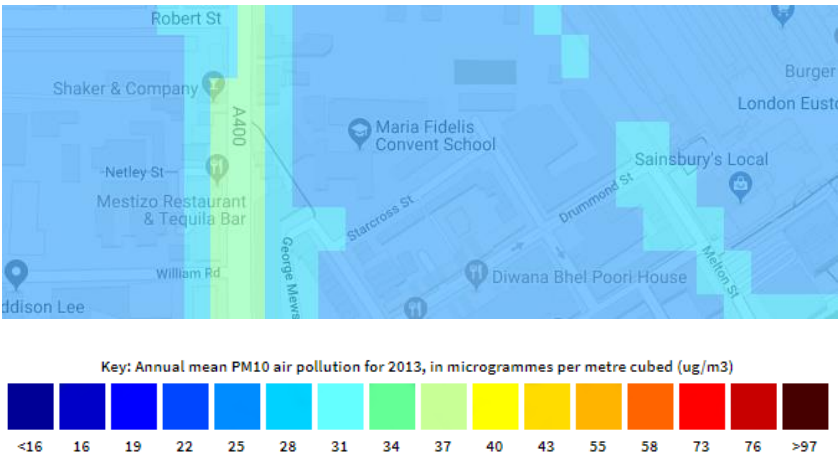 Robert St
Burger
Shaker & Company
London Eusto
A400
Maria Fidelis
Convent School
Sainsbury's Local
Netley St
Mestizo Restaurant
& Tequila Bar
Drummond St
Starcross St
George Mews
William Rd
Melton St
Diwana Bhel Poori House
ddison Lee
Key: Annual mean PM10 air pollution for 2013, in microgrammes per metre cubed (ug/m3)
<16 16 19 22 25 28 31 34 37 40 43 55 58 73 76 >97